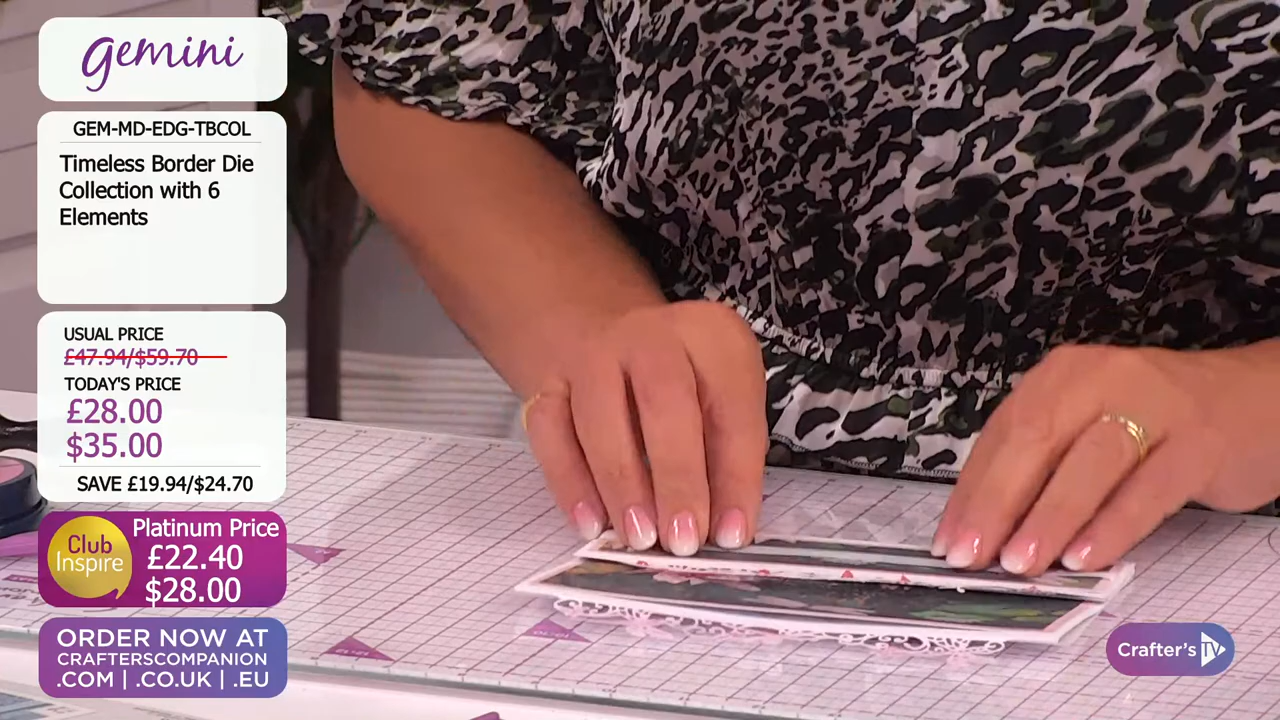 gemini
GEM-MD-EDG-TBCOL
Timeless Border Die
Collection with 6
Elements
USUAL PRICE
£47.94/$59.70
TODAY'S PRICE
£28.00
$35.00
SAVE £19.94/$24.70
Club
Inspire
Platinum Price
£22.40
$28.00
ORDER NOW AT
CRAFTERSCOMPANION
.COM | .CO.UK | .EU
Crafter's TV